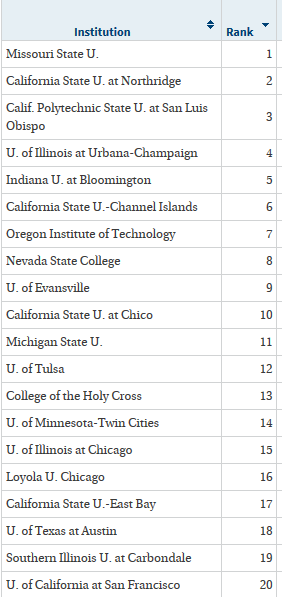 Institution Rank
Missouri State U. 1
California State U. at Northridge 2
Calif. Polytechnic State U. at San Luis
Obispo 3
U. of Illinois at Urbana-Champaign 4
Indiana U. at Bloomington 5
California State U.-Channel Islands 6
Oregon Institute of Technology 7
Nevada State College 8
U. of Evansville 9
California State U. at Chico 10
Michigan State U. 11
U. of Tulsa 12
College of the Holy Cross 13
U. of Minnesota-Twin Cities 14
U. of Illinois at Chicago 15
Loyola U. Chicago 16
California State U.-East Bay 17
U. of Texas at Austin 18
Southern Illinois U. at Carbondale 19
U. of California at San Francisco 20